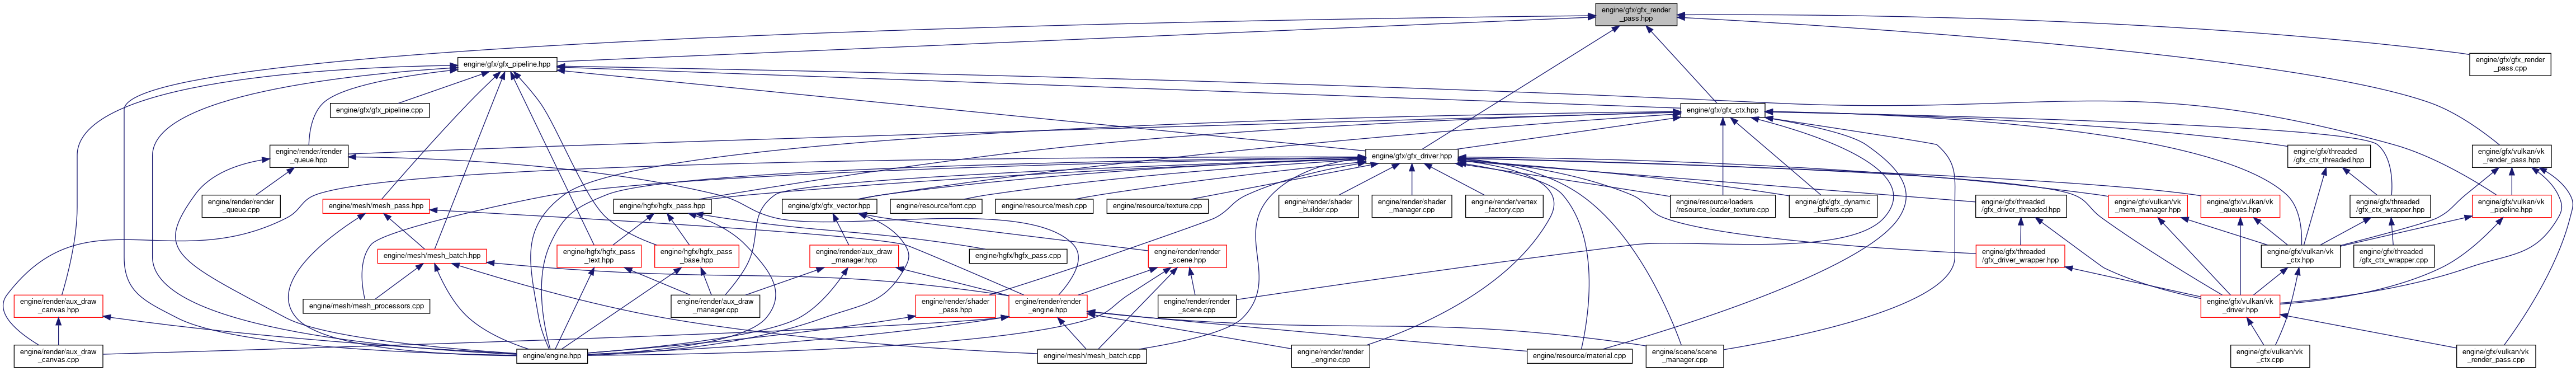 engine/gfx/gfx_render
_pass.hpp
engine/gfx/gfx_pipeline.hpp
engine/gfx/gfx_render
_pass.cpp
engine/gfx/gfx_pipeline.cpp
engine/gfx/gfx_ctx.hpp
engine/render/render
_queue.hpp
engine/gfx/gfx_driver.hpp
engine/gfx/threaded
/gfx_ctx_threaded.hpp
engine/gfx/vulkan/vk
_render_pass.hpp
engine/render/render
_queue.cpp
engine/mesh/mesh_pass.hpp
engine/hgfx/hgfx_pass.hpp
engine/gfx/gfx_vector.hpp
engine/resource/font.cpp
engine/resource/mesh.cpp
engine/resource/texture.cpp
engine/render/shader
_builder.cpp
engine/render/shader
_manager.cpp
engine/render/vertex
_factory.cpp
engine/resource/loaders
/resource_loader_texture.cpp
engine/gfx/gfx_dynamic
_buffers.cpp
engine/gfx/threaded
/gfx_driver_threaded.hpp
engine/gfx/vulkan/vk
_mem_manager.hpp
engine/gfx/vulkan/vk
_queues.hpp
engine/gfx/threaded
/gfx_ctx_wrapper.hpp
engine/gfx/vulkan/vk
_pipeline.hpp
engine/mesh/mesh_batch.hpp
engine/hgfx/hgfx_pass
_text.hpp
engine/hgfx/hgfx_pass
_base.hpp
engine/render/aux_draw
_manager.hpp
engine/hgfx/hgfx_pass.cpp
engine/render/render
_scene.hpp
engine/gfx/threaded
/gfx_driver_wrapper.hpp
engine/gfx/vulkan/vk
_ctx.hpp
engine/gfx/threaded
/gfx_ctx_wrapper.cpp
engine/render/aux_draw
_canvas.hpp
engine/mesh/mesh_processors.cpp
engine/render/aux_draw
_manager.cpp
engine/render/shader
_pass.hpp
engine/render/render
_engine.hpp
engine/render/render
_scene.cpp
engine/gfx/vulkan/vk
_driver.hpp
engine/render/aux_draw
_canvas.cpp
engine/engine.hpp
engine/mesh/mesh_batch.cpp
engine/render/render
_engine.cpp
engine/resource/material.cpp
engine/scene/scene
_manager.cpp
engine/gfx/vulkan/vk
_ctx.cpp
engine/gfx/vulkan/vk
_render_pass.cpp